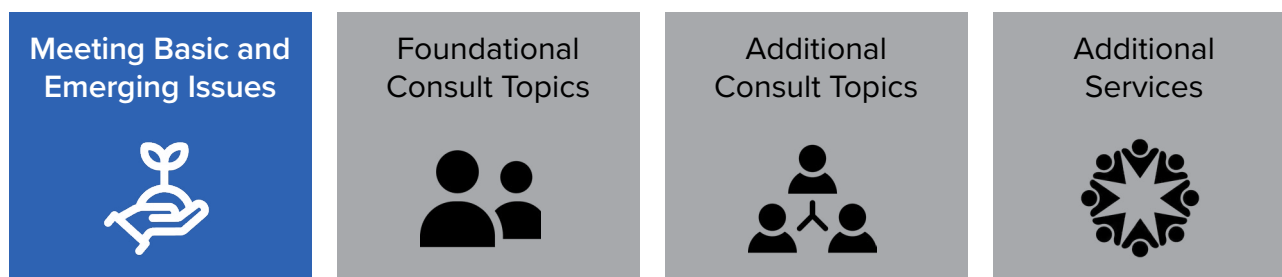 Meeting Basic and
Emerging Issues
Foundational
Consult Topics
Additional
Consult Topics
Additional
Services